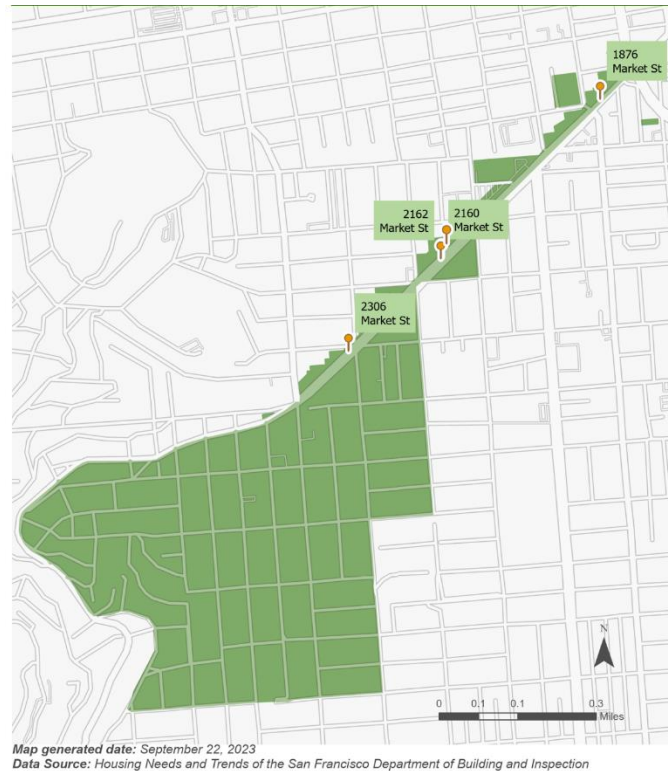 1876
Market St
2162
Market St
2160
Market St
2306
Market St
N
0 0.1 0.1 0.3
Miles
Map generated date: September 22, 2023
Data Source: Housing Needs and Trends of the San Francisco Department of Building and Inspection